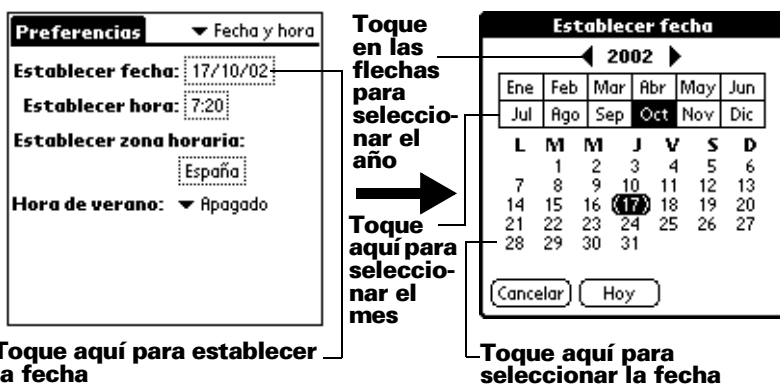 Preferencias
Fecha y hora
Establecer fecha: 17/10/02
Establecer hora: 7:20
Establecer zona horaria:
España
Hora de verano: Apagado
Toque aquí para establecer
a fecha
Toque
en las
flechas
para
seleccio-
nar el
año
Toque
aquí para
seleccio-
nar el
mes
Establecer fecha
2002
Ene Feb Mar Abr May Jun
Jul Ago Sep Oct Nov Dic
L M M J V S D
1 2 3 4 5 6
7 8 9 10 11 12 13
14 15 16 17 18 19 20
21 22 23 24 25 26 27
28 29 30 31
Cancelar Hoy
Toque aquí para
seleccionar la fecha